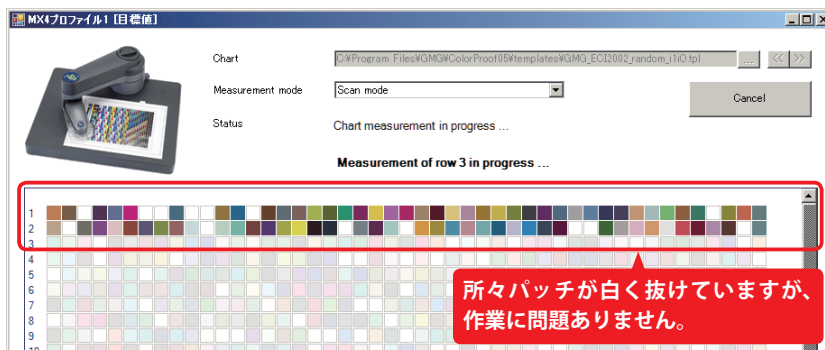 MX4プロファイル1 [目標値]
Chart
C:¥Program Files¥GMG¥ColorProof05¥templates¥GMG_ECI2002_random_i1iO.tpl
...
<<
>>
Measurement mode
Scan mode
Cancel
Status
Chart measurement in progress ...
Measurement of row 3 in progress ...
1
2
3
4
5
6
7
8
9
所々パッチが白く抜けていますが、
作業に問題ありません。